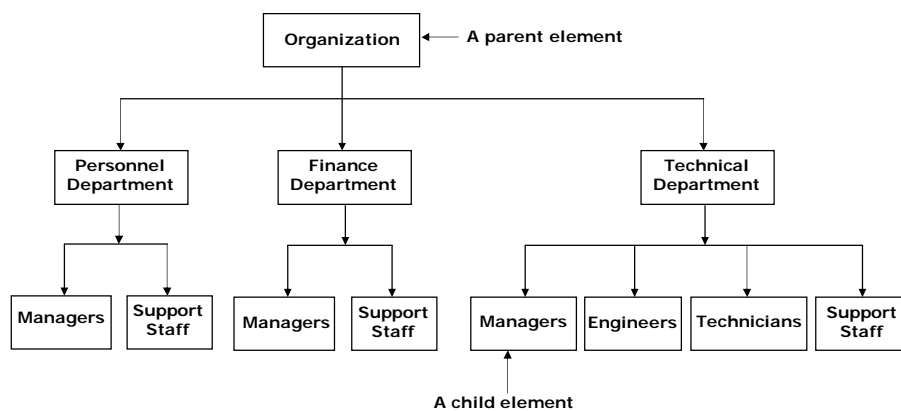 Organization
A parent element
Personnel
Department
Finance
Department
Technical
Department
Managers
Support
Staff
Managers
Support
Staff
Managers
Engineers
Technicians
Support
Staff
A child element